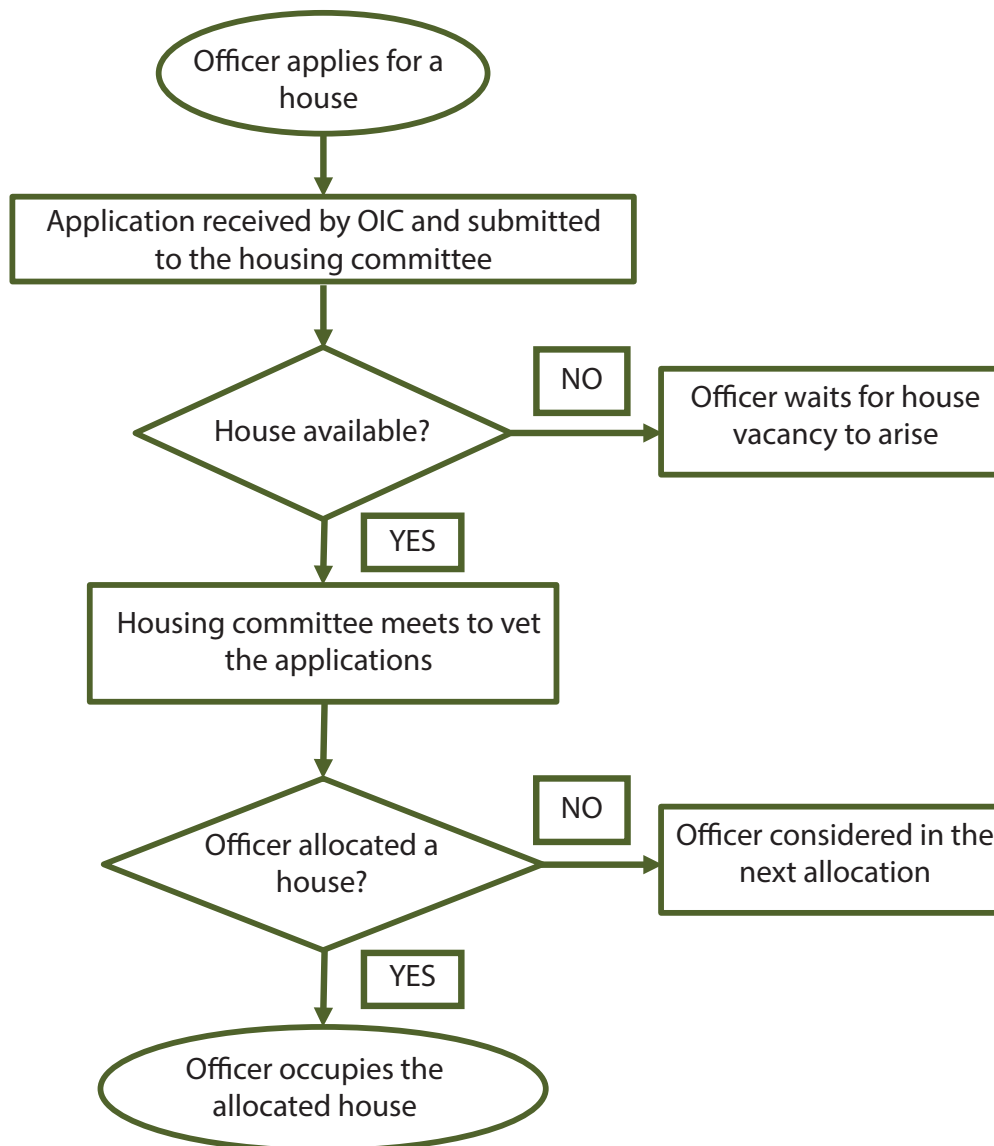 Officer applies for a
house
Application received by OIC and submitted
to the housing committee
House available?
NO
Officer waits for house
vacancy to arise
YES
Housing committee meets to vet
the applications
Officer allocated a
house?
NO
Officer considered in the
next allocation
YES
Officer occupies the
allocated house